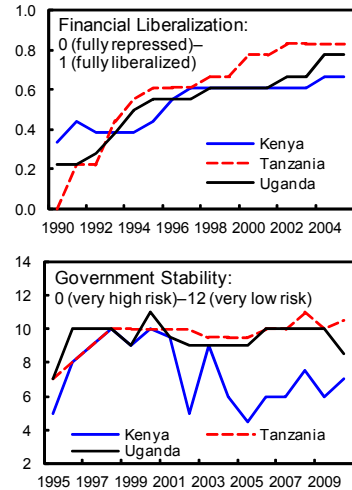 Financial Liberalization:
0 (fully repressed)–
1 (fully liberalized)
1.0
0.8
0.6
0.4
0.2
0.0
Kenya
Tanzania
Uganda
1990 1992 1994 1996 1998 2000 2002 2004
Government Stability:
0 (very high risk)–12 (very low risk)
14
12
10
8
6
4
2
Kenya Tanzania
Uganda
1995 1997 1999 2001 2003 2005 2007 2009